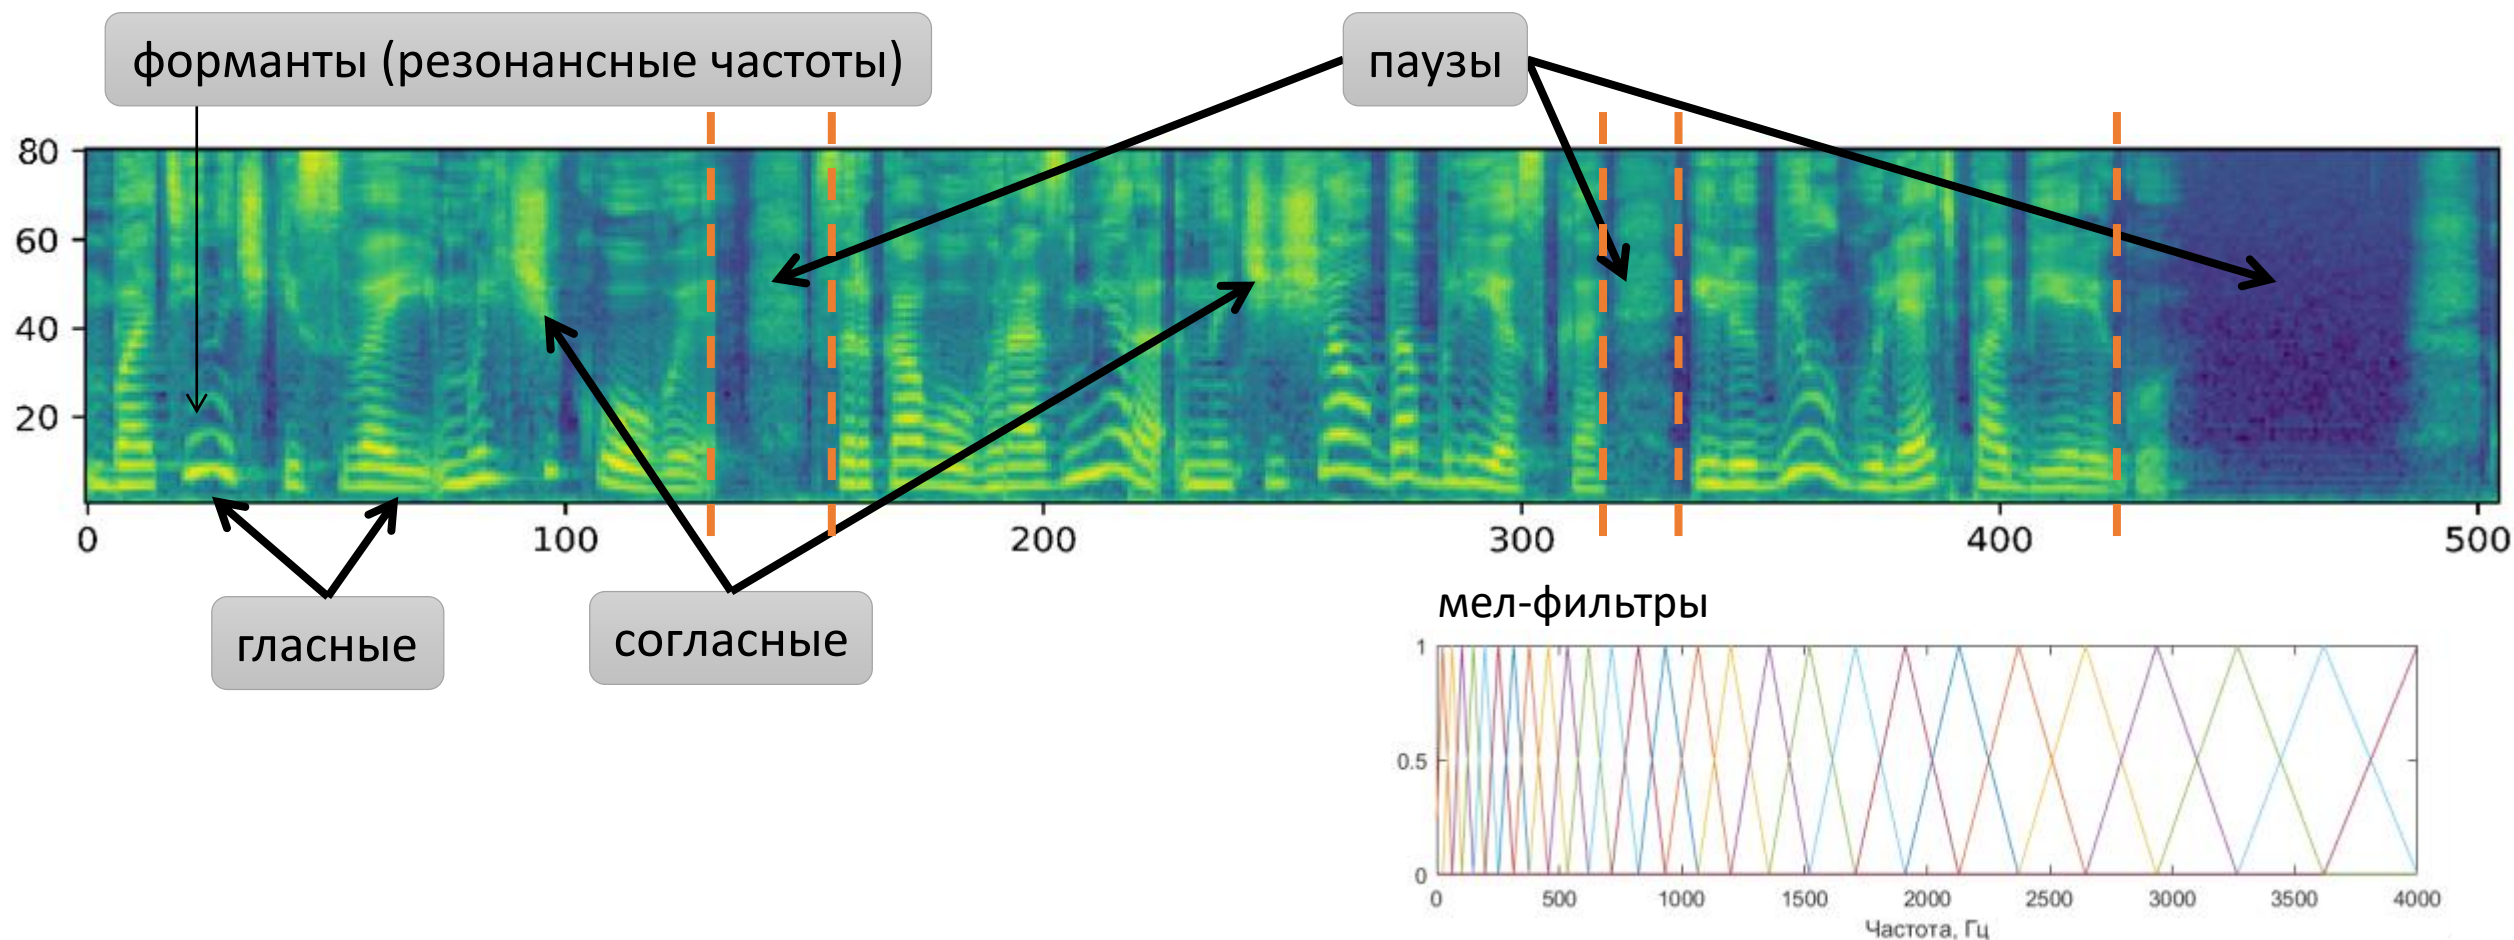 форманты (резонансные частоты)
паузы
80
60
40
20
0 100 200 300 400 500
гласные
согласные
мел-фильтры
1
0.5
0
0 500 1000 1500 2000 2500 3000 3500 4000
Частота, Гц